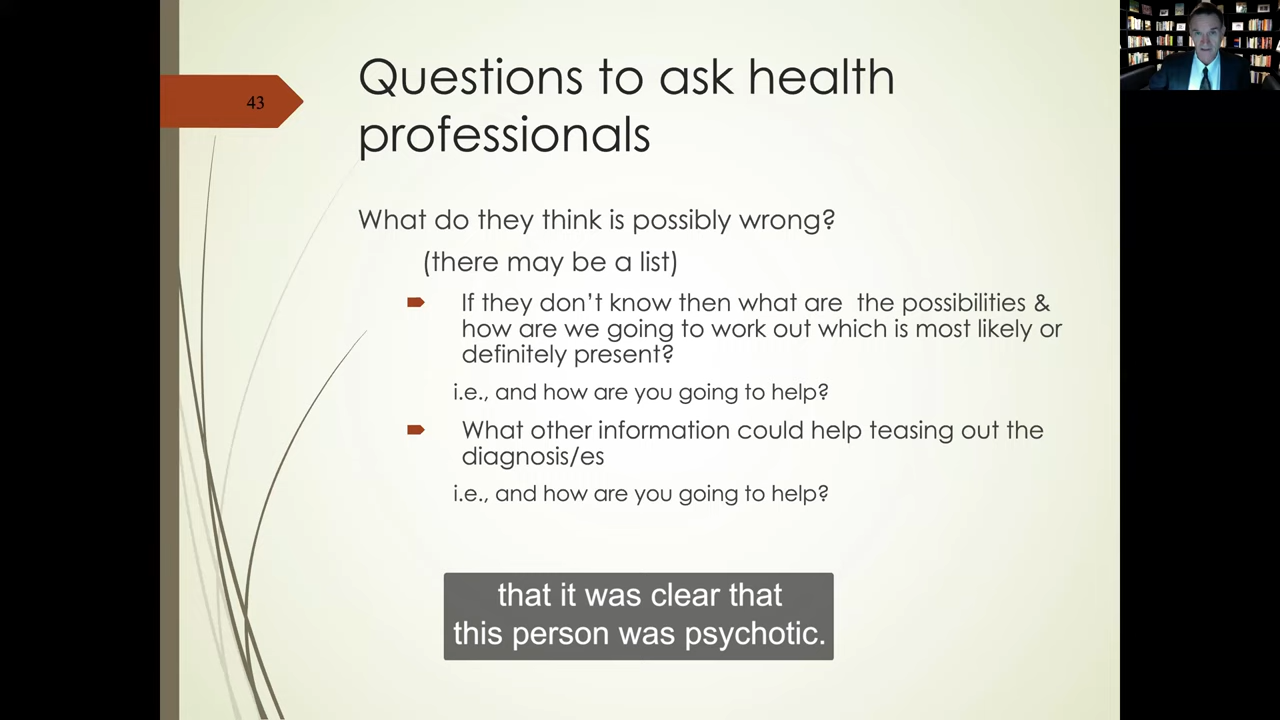 43
Questions to ask health
professionals
What do they think is possibly wrong?
(there may be a list)
If they don’t know then what are the possibilities &
how are we going to work out which is most likely or
definitely present?
i.e., and how are you going to help?
What other information could help teasing out the
diagnosis/es
i.e., and how are you going to help?
that it was clear that
this person was psychotic.